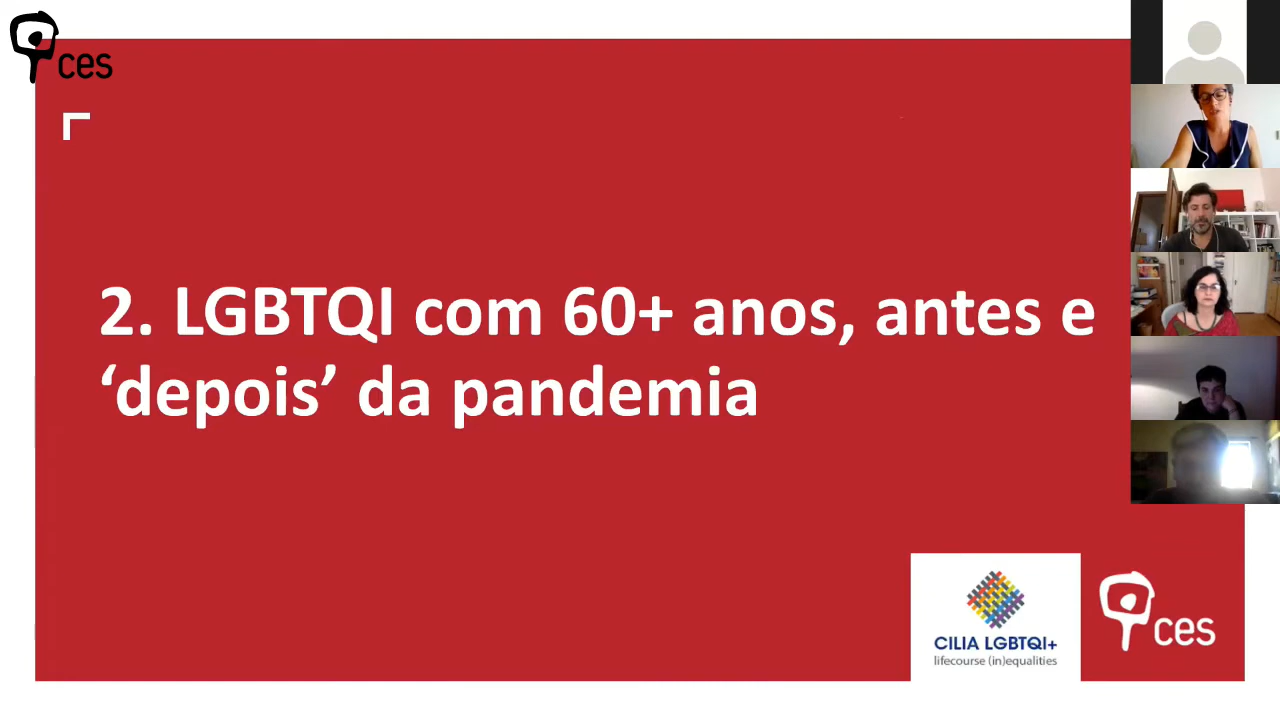 ces
2. LGBTQI com 60+ anos, antes e
‘depois’ da pandemia
CILIA LGBTQI+
lifecourse (in)equalities
ces